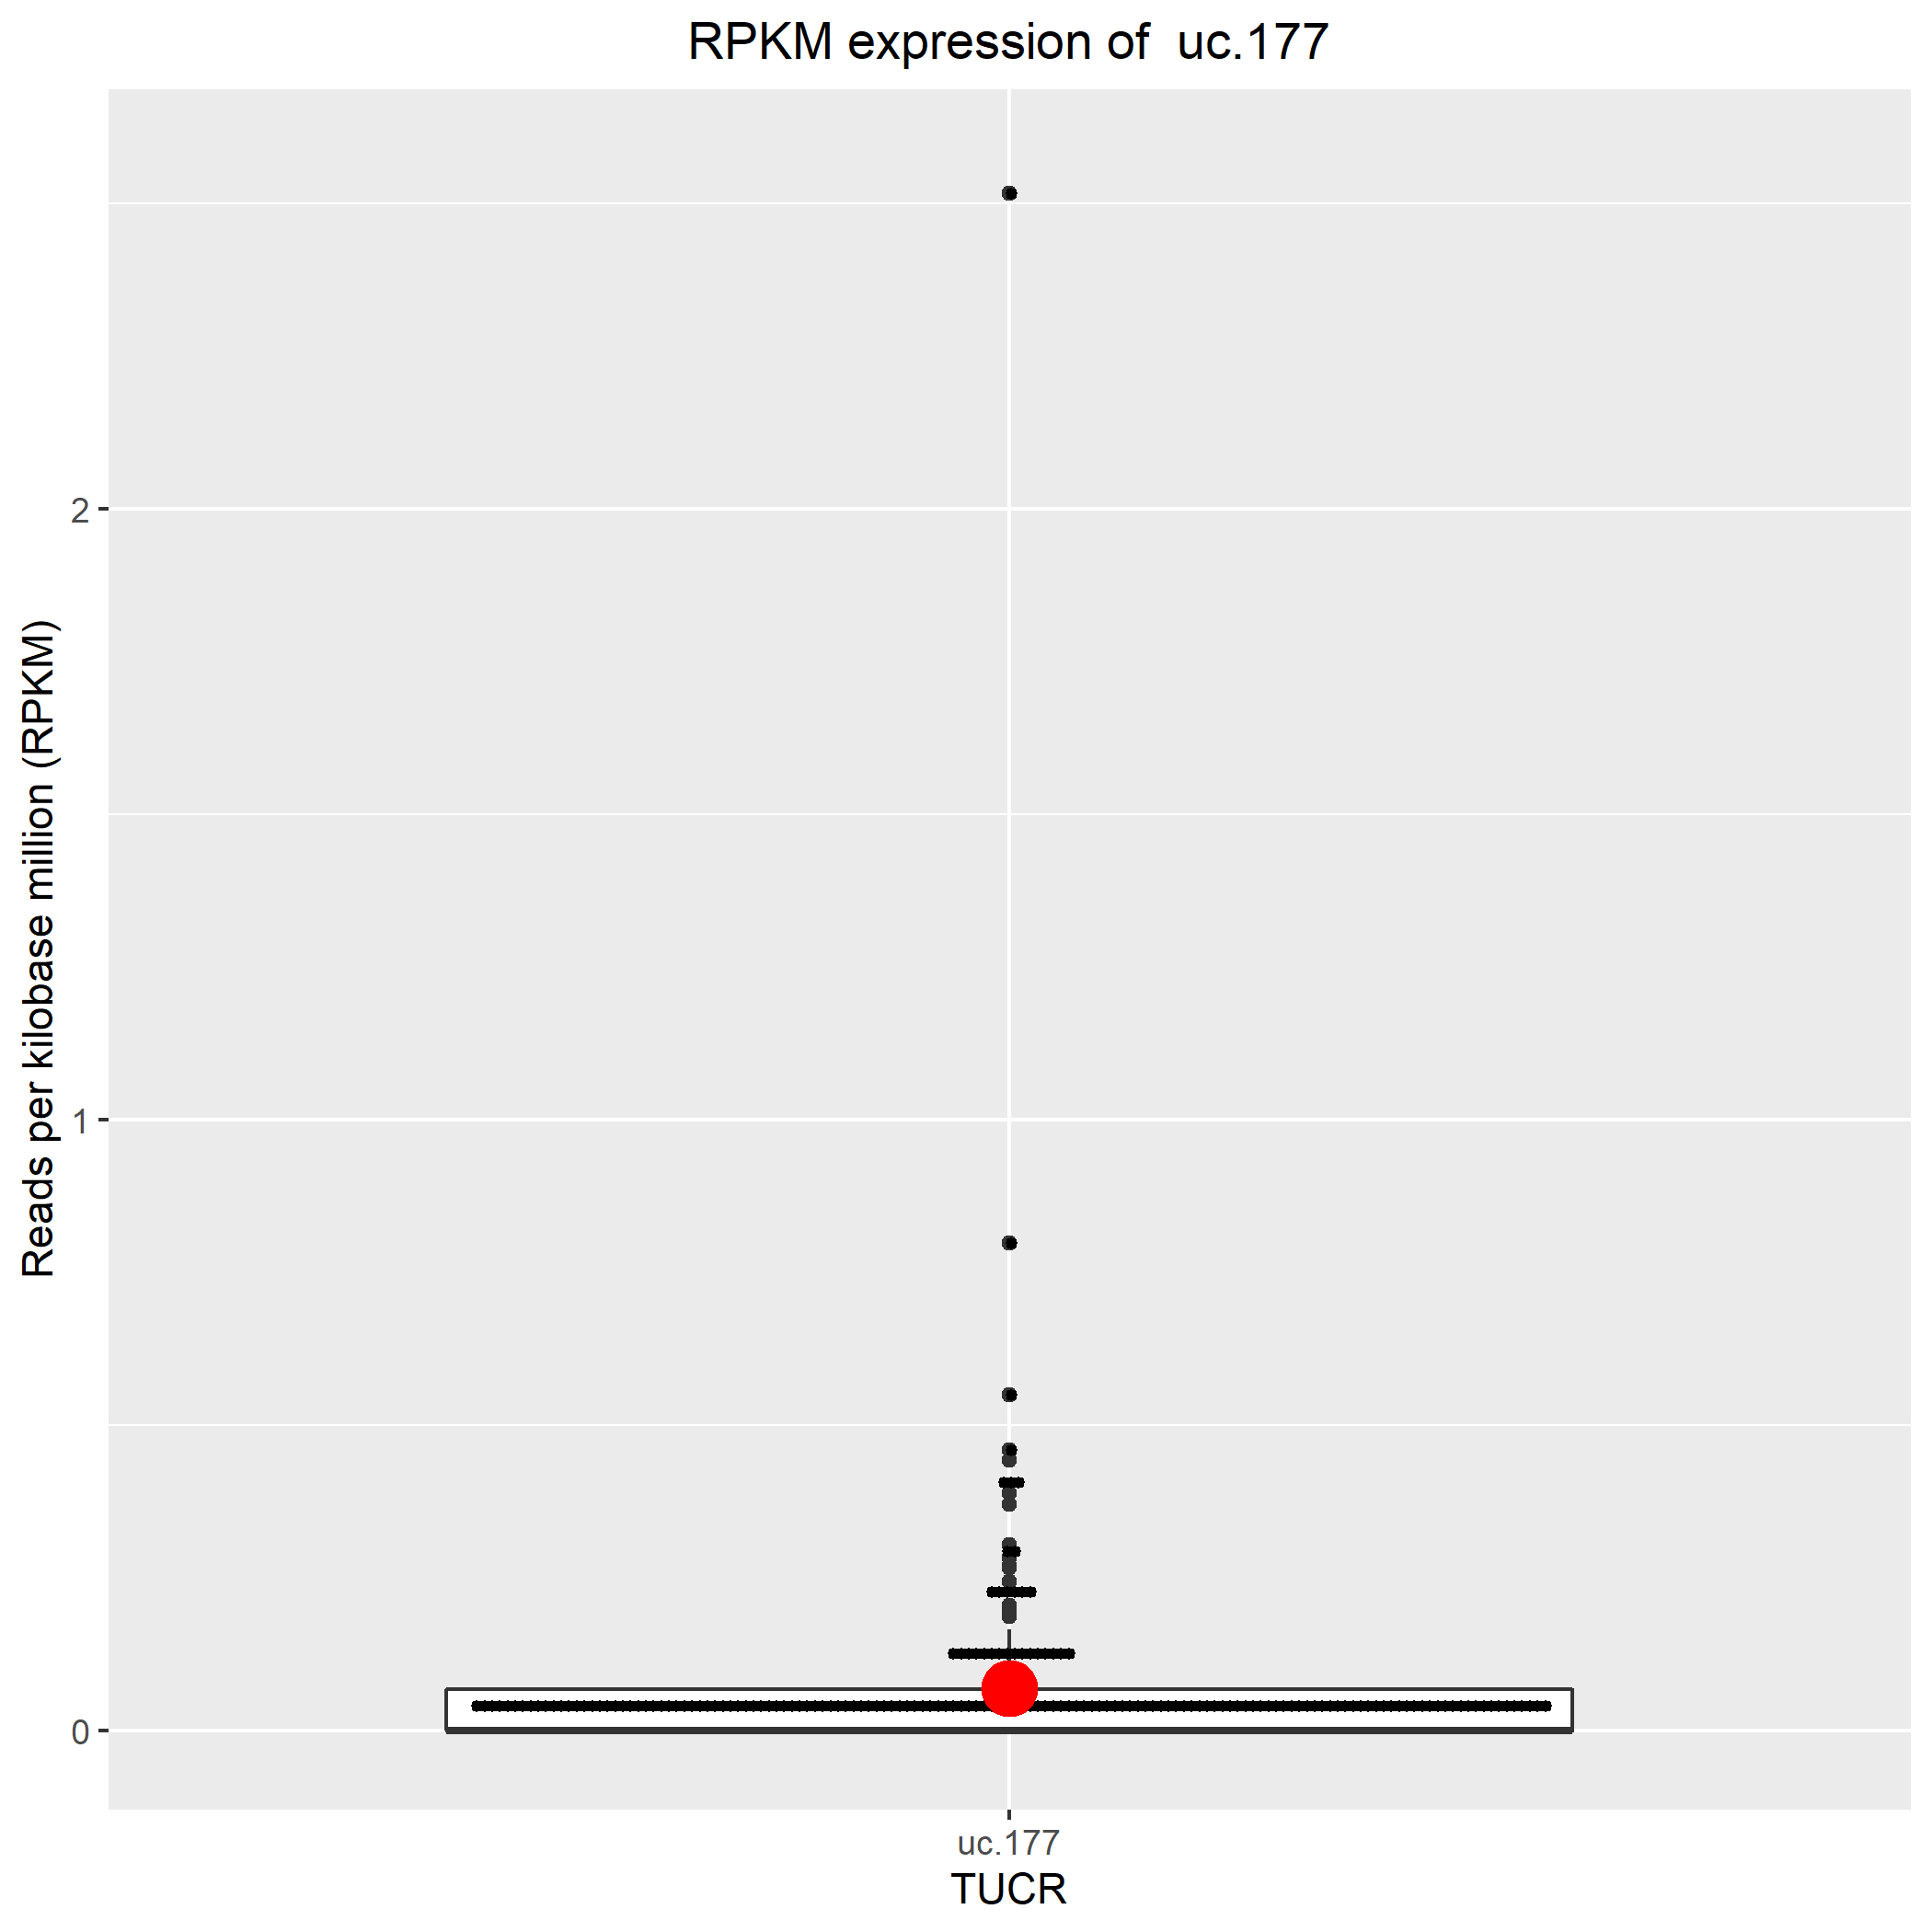 RPKM expression of  uc.177
Reads per kilobase million (RPKM)
2
1
0
uc.177
TUCR